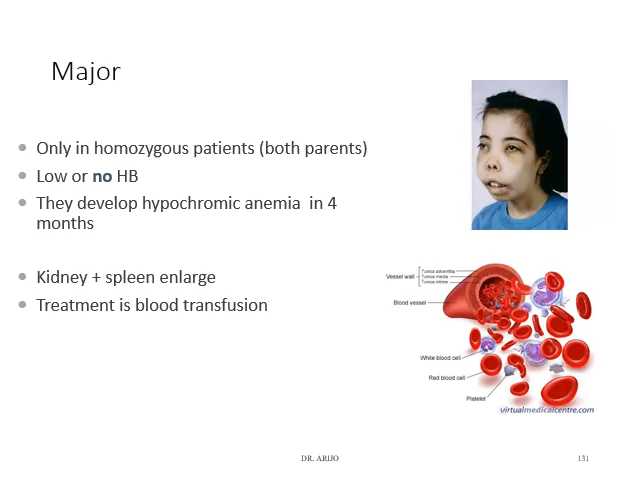 Major
Only in homozygous patients (both parents)
Low or no HB
They develop hypochromic anemia  in 4
months
Kidney + spleen enlarge
Treatment is blood transfusion
Vessel wall
Tunica adventitia
Tunica media
Tunica intima
Blood vessel
White blood cell
Red blood cell
Platelet
virtualmedicalcentre.com
DR. ARIJO
131